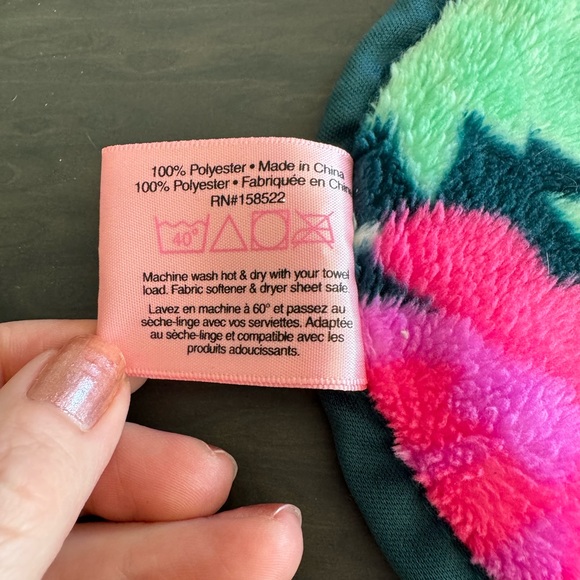 100% Polyester • Made in China
100% Polyester • Fabriquée en Chine
RN#158522
40°
Machine wash hot & dry with your towel
load. Fabric softener & dryer sheet safe.
Lavez en machine à 60° et passez au
sèche-linge avec vos serviettes. Adaptée
au sèche-linge et compatible avec les
produits adoucissants.